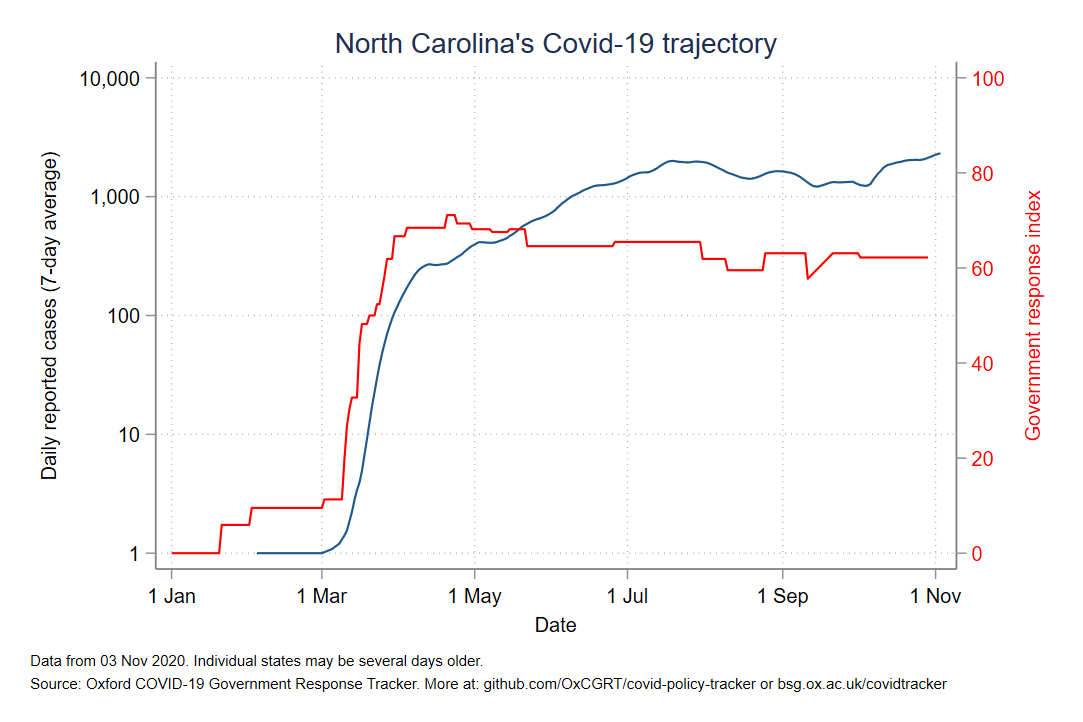 North Carolina's Covid-19 trajectory
10,000
1,000
100
10
1
Daily reported cases (7-day average)
100
80
60
40
20
0
Government response index
1 Jan 1 Mar 1 May 1 Jul 1 Sep 1 Nov
Date
Data from 03 Nov 2020. Individual states may be several days older.
Source: Oxford COVID-19 Government Response Tracker. More at: github.com/OxCGRT/covid-policy-tracker or bsg.ox.ac.uk/covidtracker